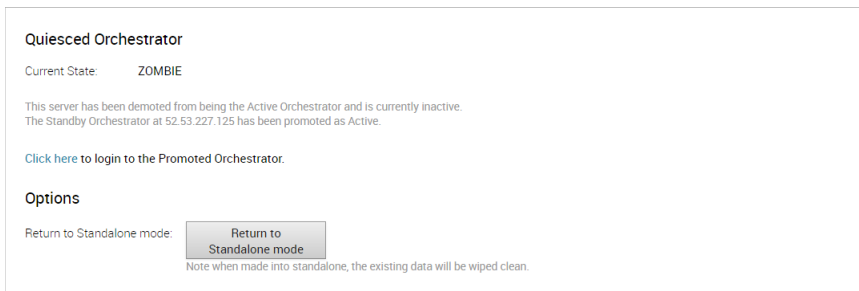 Quiesced Orchestrator
Current State: ZOMBIE
This server has been demoted from being the Active Orchestrator and is currently inactive.
The Standby Orchestrator at 52.53.227.125 has been promoted as Active.
Click here to login to the Promoted Orchestrator.
Options
Return to Standalone mode: Return to
Standalone mode
Note when made into standalone, the existing data will be wiped clean.